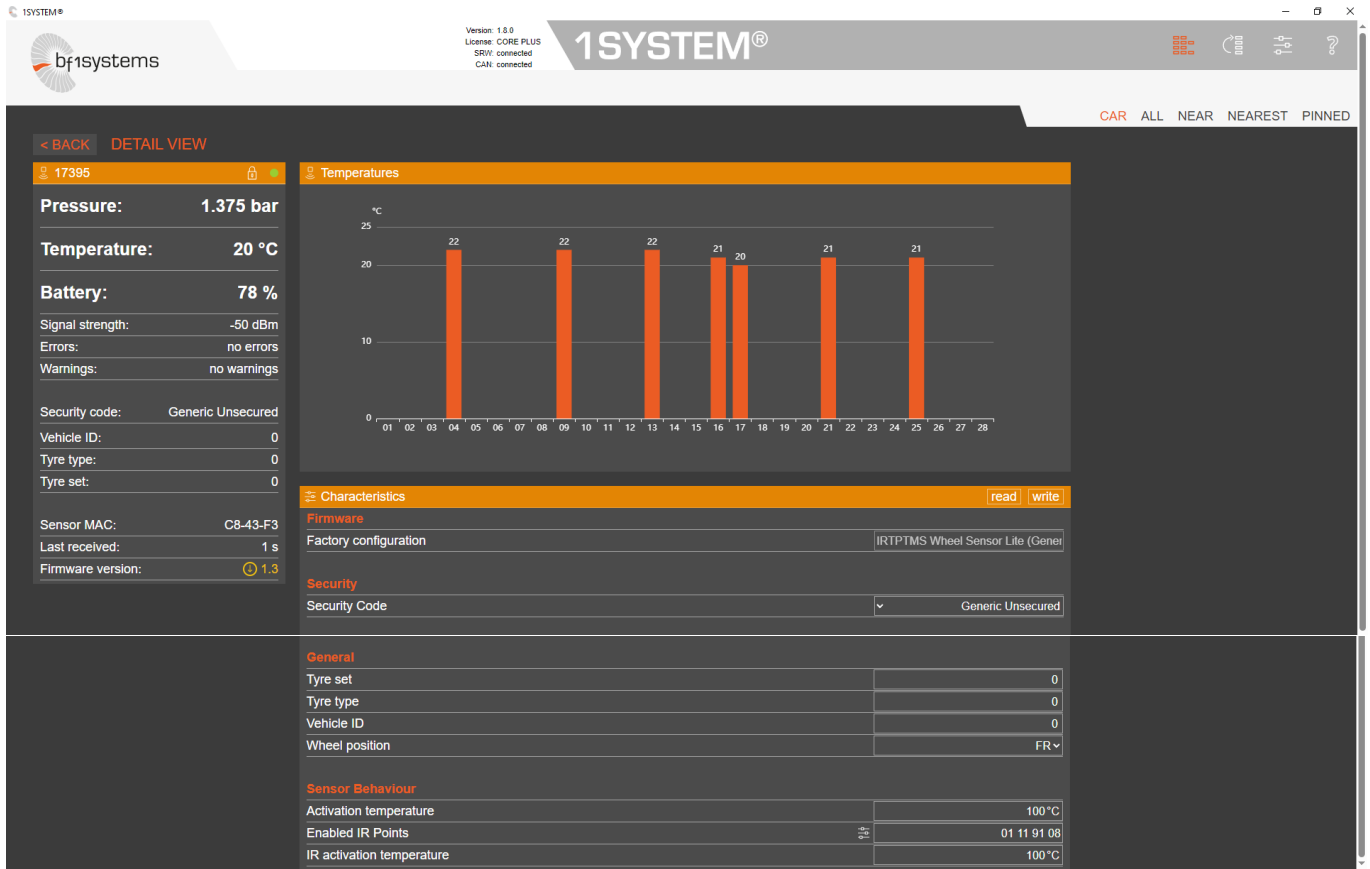 1SYSTEM®
bf1systems
Version: 1.8.0
License: CORE PLUS
SRW: connected
CAN: connected
1SYSTEM®
CAR ALL NEAR NEAREST PINNED
< BACK DETAIL VIEW
17395
Pressure: 1.375 bar
Temperature: 20 °C
Battery: 78 %
Signal strength: -50 dBm
Errors: no errors
Warnings: no warnings
Security code: Generic Unsecured
Vehicle ID: 0
Tyre type: 0
Tyre set: 0
Sensor MAC: C8-43-F3
Last received: 1 s
Firmware version: 1.3
Temperatures
°C
25
22 22 22 21 20 21 21
20
10
0
01 02 03 04 05 06 07 08 09 10 11 12 13 14 15 16 17 18 19 20 21 22 23 24 25 26 27 28
Characteristics read write
Firmware
Factory configuration IRTPTMS Wheel Sensor Lite (Gener
Security
Security Code Generic Unsecured
General
Tyre set 0
Tyre type 0
Vehicle ID 0
Wheel position FR
Sensor Behaviour
Activation temperature 100°C
Enabled IR Points 01 11 91 08
IR activation temperature 100°C